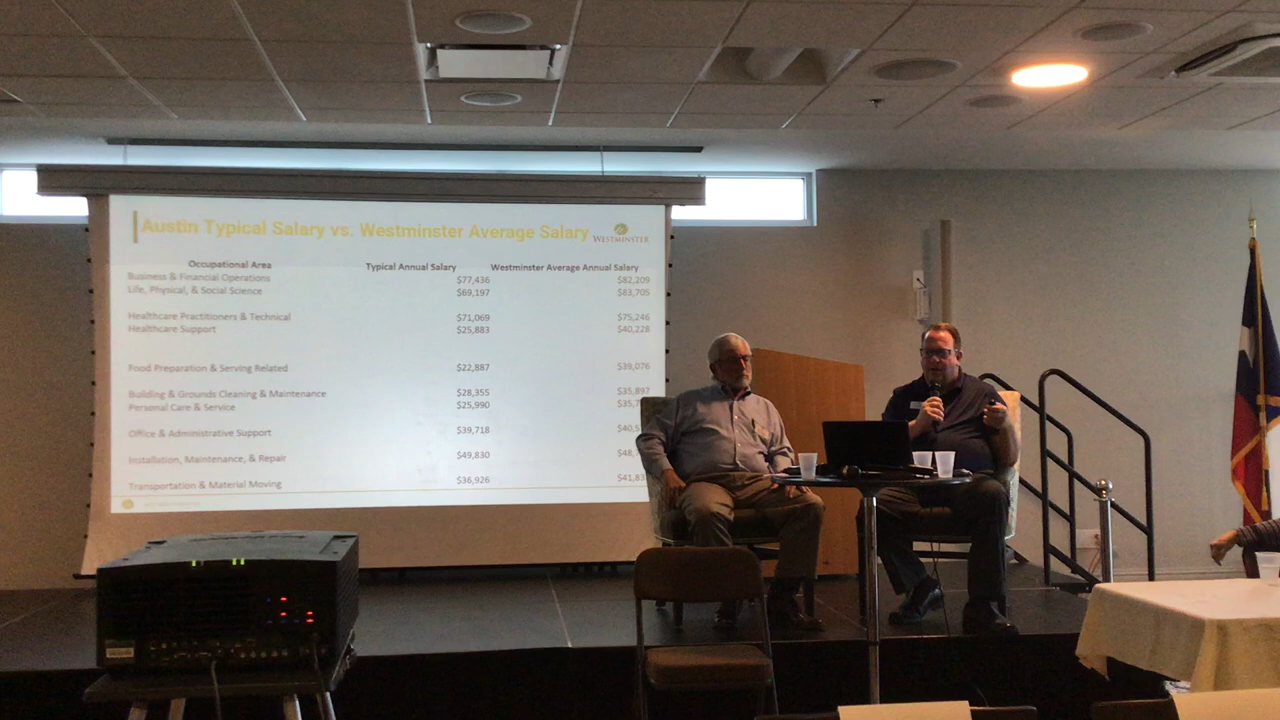 Austin Typical Salary vs. Westminster Average Salary
WESTMINSTER
Occupational Area Typical Annual Salary Westminster Average Annual Salary
Business & Financial Operations $77,436 $82,209
Life, Physical, & Social Science $69,197 $83,705
Healthcare Practitioners & Technical $71,069 $75,246
Healthcare Support $25,883 $40,228
Food Preparation & Serving Related $22,887 $39,076
Building & Grounds Cleaning & Maintenance $28,355 $35,897
Personal Care & Service $25,990
Office & Administrative Support $39,718
Installation, Maintenance, & Repair $49,830
Transportation & Material Moving $36,926